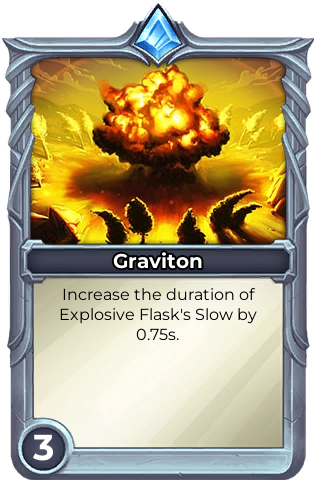 Graviton
Increase the duration of
Explosive Flask's Slow by
0.75s.
3